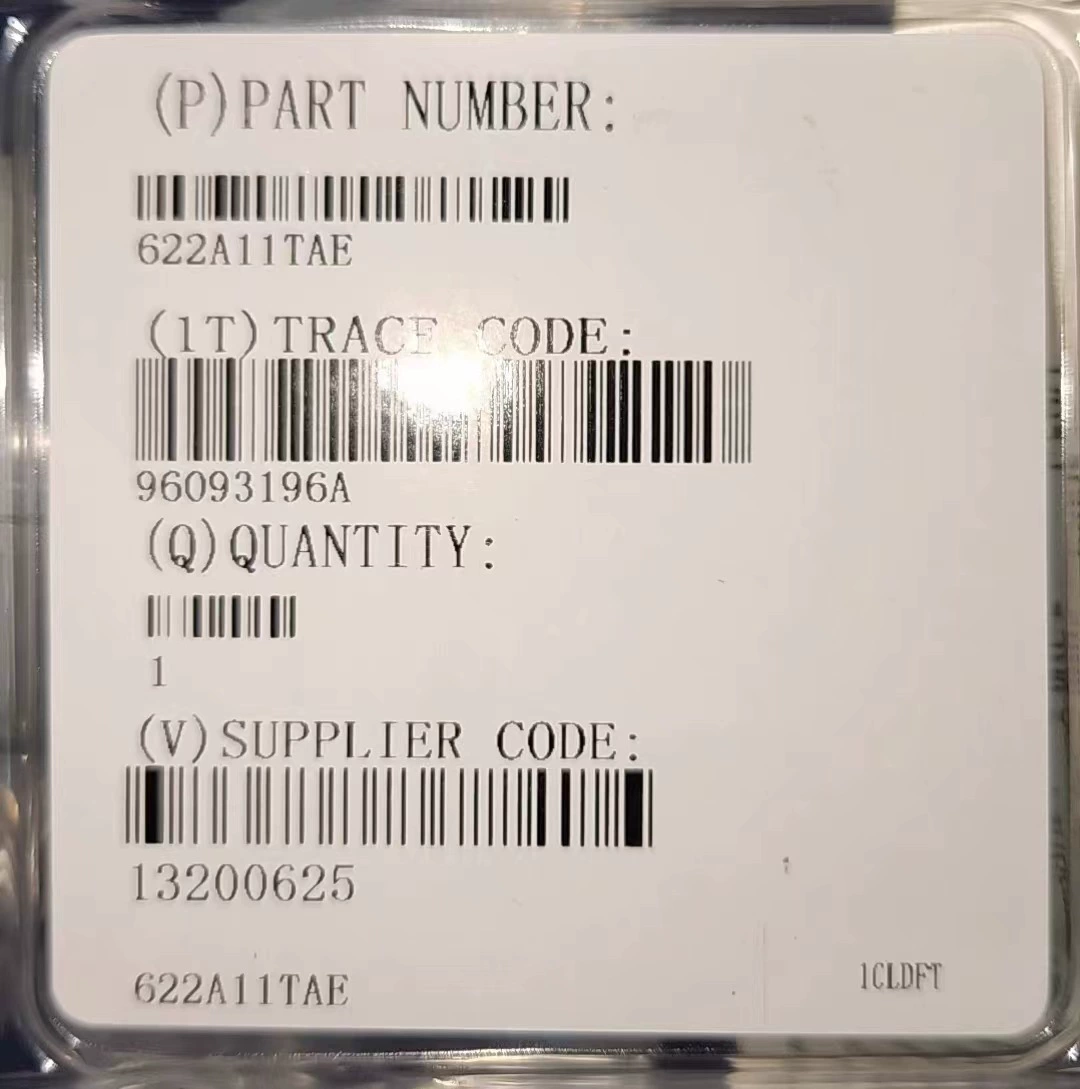 (P)PART NUMBER:
622A11TAE
(1T)TRACE CODE:
96093196A
(Q)QUANTITY:
1
(V)SUPPLIER CODE:
13200625
622A11TAE
1CLDFT